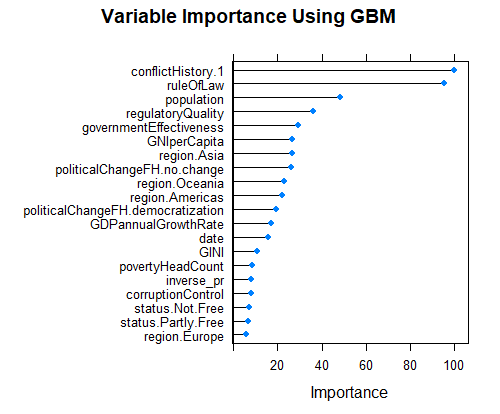 Variable Importance Using GBM
conflictHistory.1
ruleOfLaw
population
regulatoryQuality
governmentEffectiveness
GNIperCapita
region.Asia
politicalChangeFH.no.change
region.Oceania
region.Americas
politicalChangeFH.democratization
GDPannualGrowthRate
date
GINI
povertyHeadCount
inverse_pr
corruptionControl
status.Not.Free
status.Partly.Free
region.Europe
20 40 60 80 100
Importance